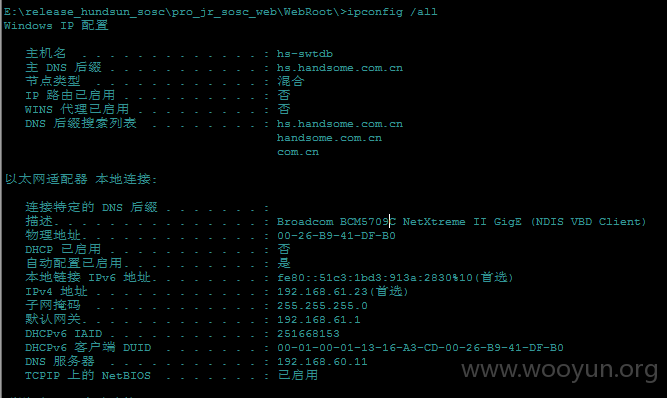 E:\release_hundsun_sosc\pro_jr_sosc_web\WebRoot\>ipconfig /all
Windows IP 配置
主机名 . . . . . . . . . . . . . : hs-swtdb
主 DNS 后缀 . . . . . . . . . . . : hs.handsome.com.cn
节点类型 . . . . . . . . . . . . : 混合
IP 路由已启用 . . . . . . . . . . : 否
WINS 代理已启用 . . . . . . . . . : 否
DNS 后缀搜索列表 . . . . . . . . : hs.handsome.com.cn
handsome.com.cn
com.cn
以太网适配器 本地连接:
连接特定的 DNS 后缀 . . . . . . . :
描述. . . . . . . . . . . . . . . : Broadcom BCM5709C NetXtreme II GigE (NDIS VBD Client)
物理地址. . . . . . . . . . . . . : 00-26-B9-41-DF-B0
DHCP 已启用 . . . . . . . . . . . : 否
自动配置已启用. . . . . . . . . . : 是
本地链接 IPv6 地址. . . . . . . . : fe80::51c3:1bd3:913a:2830%10(首选)
IPv4 地址 . . . . . . . . . . . . : 192.168.61.23(首选)
子网掩码 . . . . . . . . . . . . : 255.255.255.0
默认网关. . . . . . . . . . . . . : 192.168.61.1
DHCPv6 IAID . . . . . . . . . . . : 251668153
DHCPv6 客户端 DUID . . . . . . . : 00-01-00-01-13-16-A3-CD-00-26-B9-41-DF-B0
DNS 服务器 . . . . . . . . . . . : 192.168.60.11
TCPIP 上的 NetBIOS . . . . . . . : 已启用
www.wooyun.org